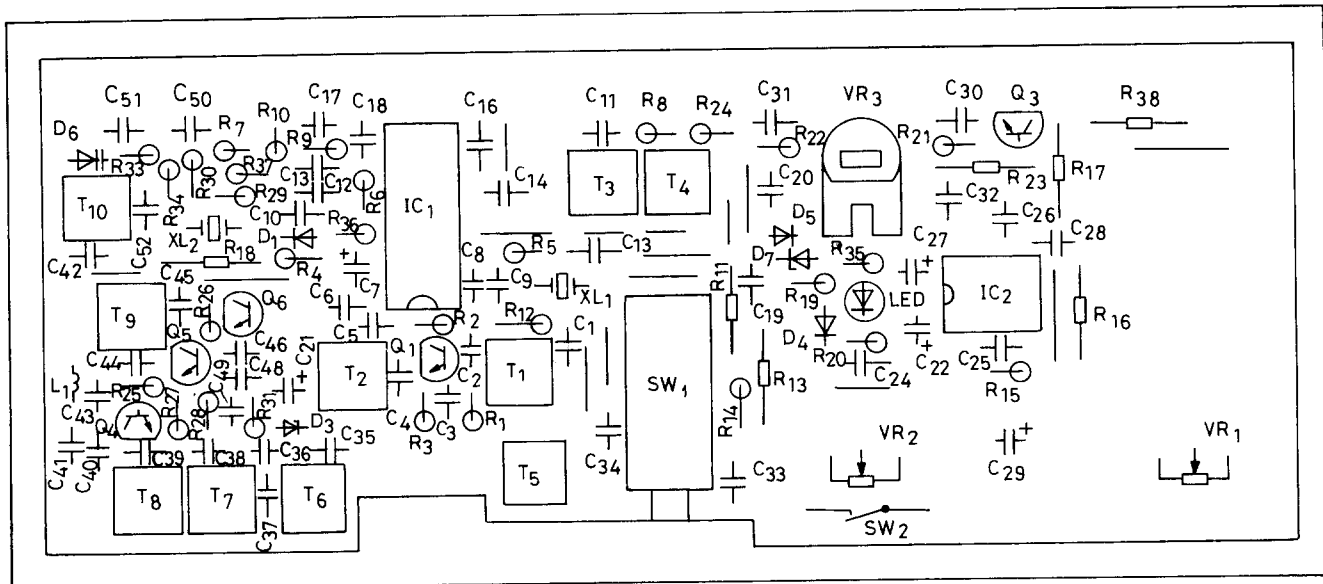 C51 C50 R10 C17 C18 C16 C11 R8 R24 C31 VR3 C30 Q3 R38
D6 R7 R9 R22 R21
R33 R37 R23 R17
R34 R30 R29 C13 C12 R6 IC1 C14 T3 T4 C20 C32 C26
T10 C52 XL2 C10 R36 D5 C28
C42 C45 R18 D1 R4 C8 C9 R5 C13 D7 R35 C27
R26 Q6 C6 C7 XL1 R11 C19 R19 LED IC2 R16
T9 Q5 C46 C21 C5 R2 R12 C1 D4
C44 C48 T2 Q1 C2 T1 SW1 R13 R20 C24 C22 C25 R15
L1 C43 R25 R27 R28 C49 R31 D3 C4 R3 C3 R1 R14
Q4 C41 C40 C39 C38 C36 C35 T5 C34 C33 VR2 C29 VR1
T8 T7 C37 T6 SW2